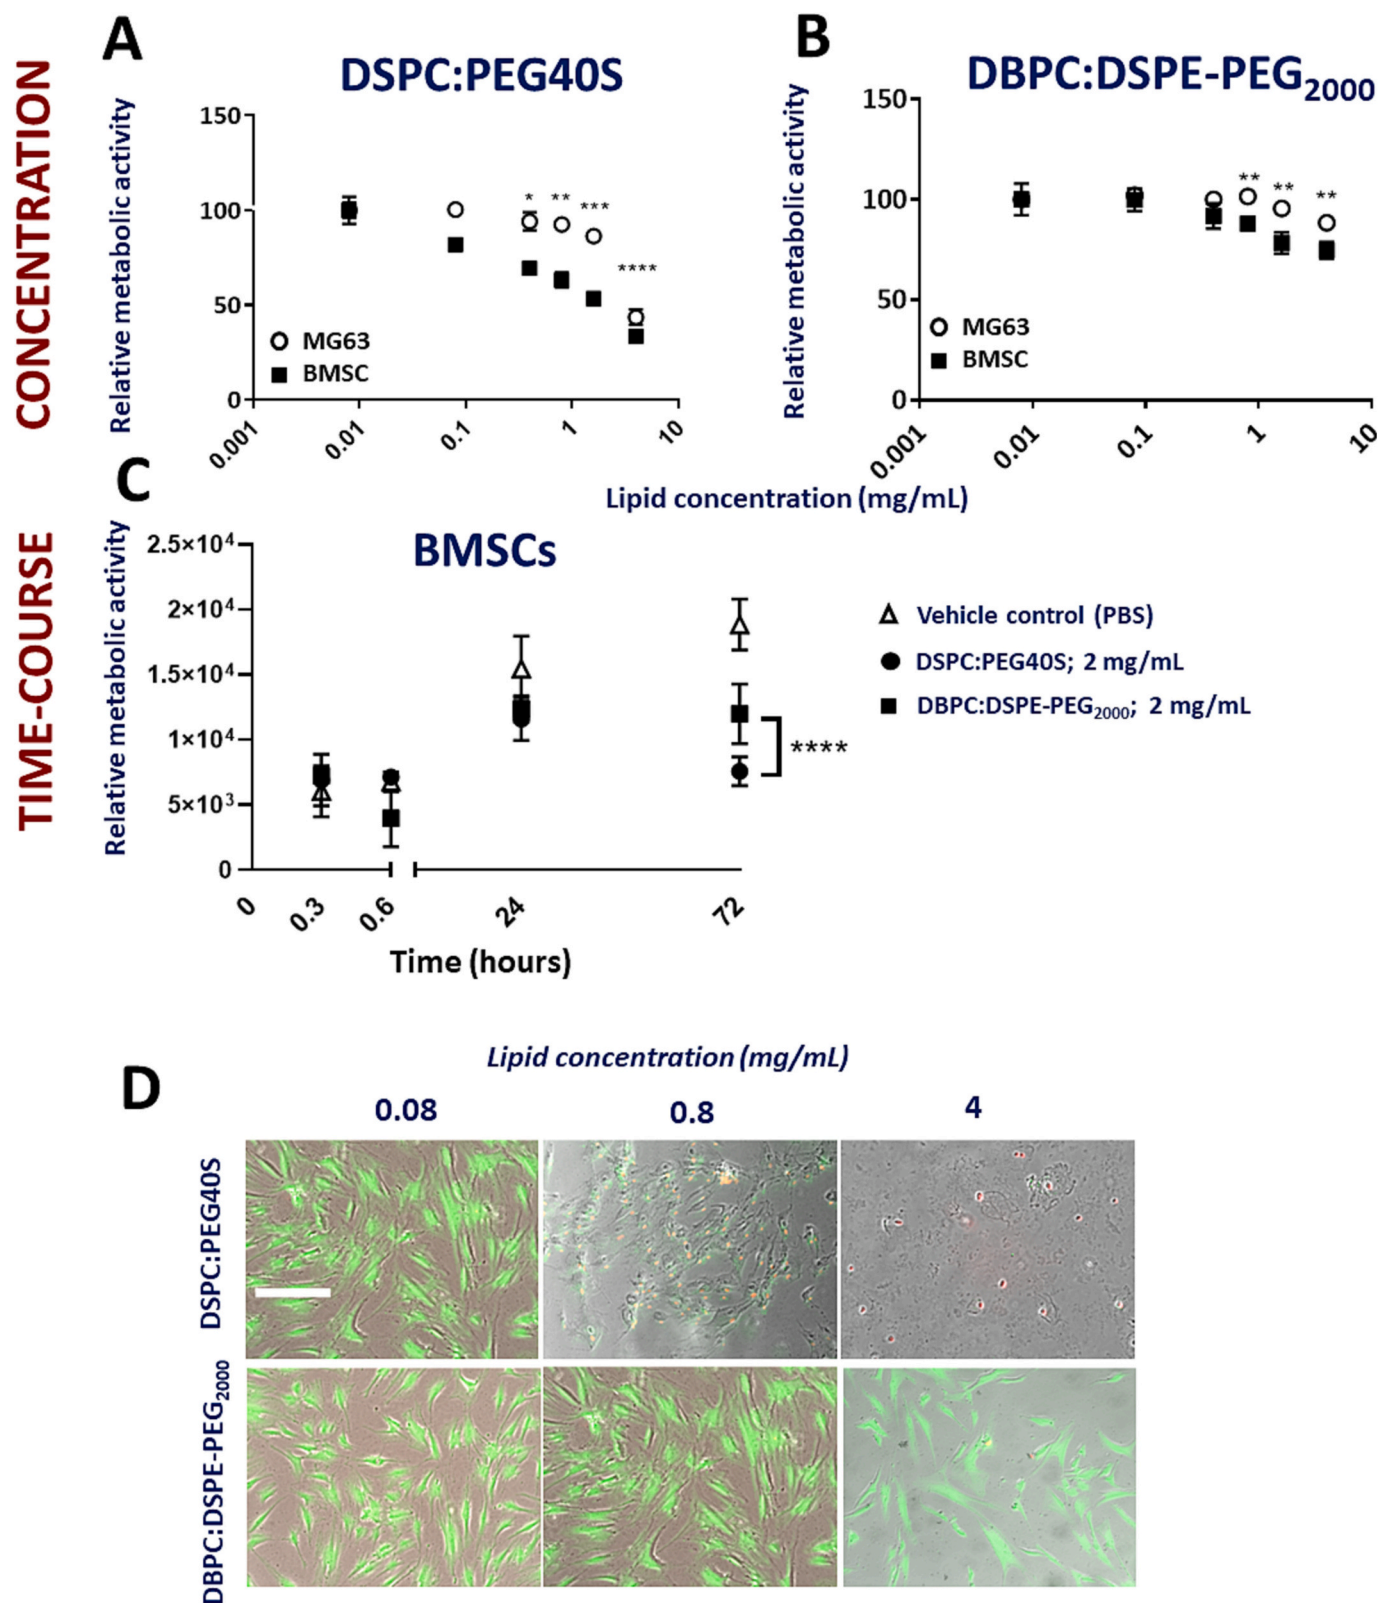 A
B
DSPC:PEG40S
DBPC:DSPE-PEG2000
CONCENTRATION
Relative metabolic activity
150
100
50
0
* ** *** ****
MG63
BMSC
0.001 0.01 0.1 1 10
Relative metabolic activity
150
100
50
0
** ** **
MG63
BMSC
0.001 0.01 0.1 1 10
Lipid concentration (mg/mL)
C
BMSCs
TIME-COURSE
Relative metabolic activity
2.5×10⁴
2×10⁴
1.5×10⁴
1×10⁴
5×10³
0
****
0 0.3 0.6 24 72
Time (hours)
Vehicle control (PBS)
DSPC:PEG40S; 2 mg/mL
DBPC:DSPE-PEG2000; 2 mg/mL
D
Lipid concentration (mg/mL)
0.08 0.8 4
DSPC:PEG40S
DBPC:DSPE-PEG2000